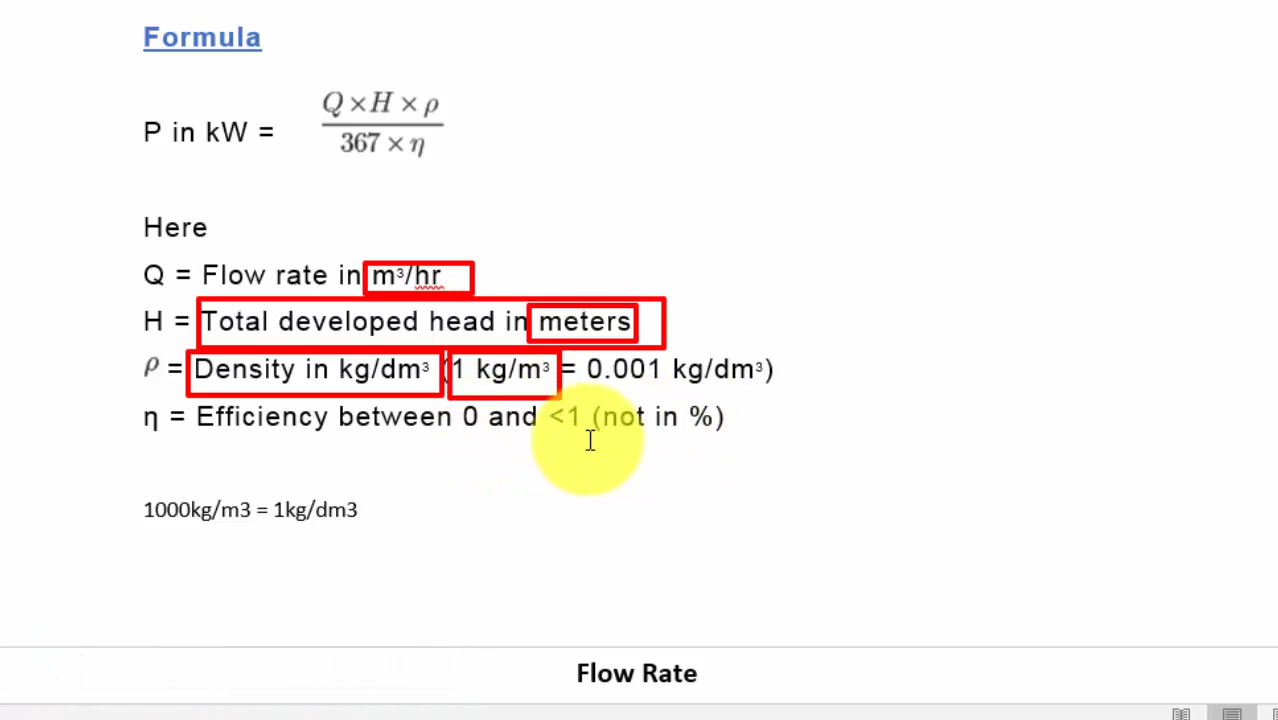 Formula
P in kW = Q × H × ρ / 367 × η
Here
Q = Flow rate in m³/hr
H = Total developed head in meters
ρ = Density in kg/dm³ (1 kg/m³ = 0.001 kg/dm³)
η = Efficiency between 0 and <1 (not in %)
1000kg/m3 = 1kg/dm3
Flow Rate